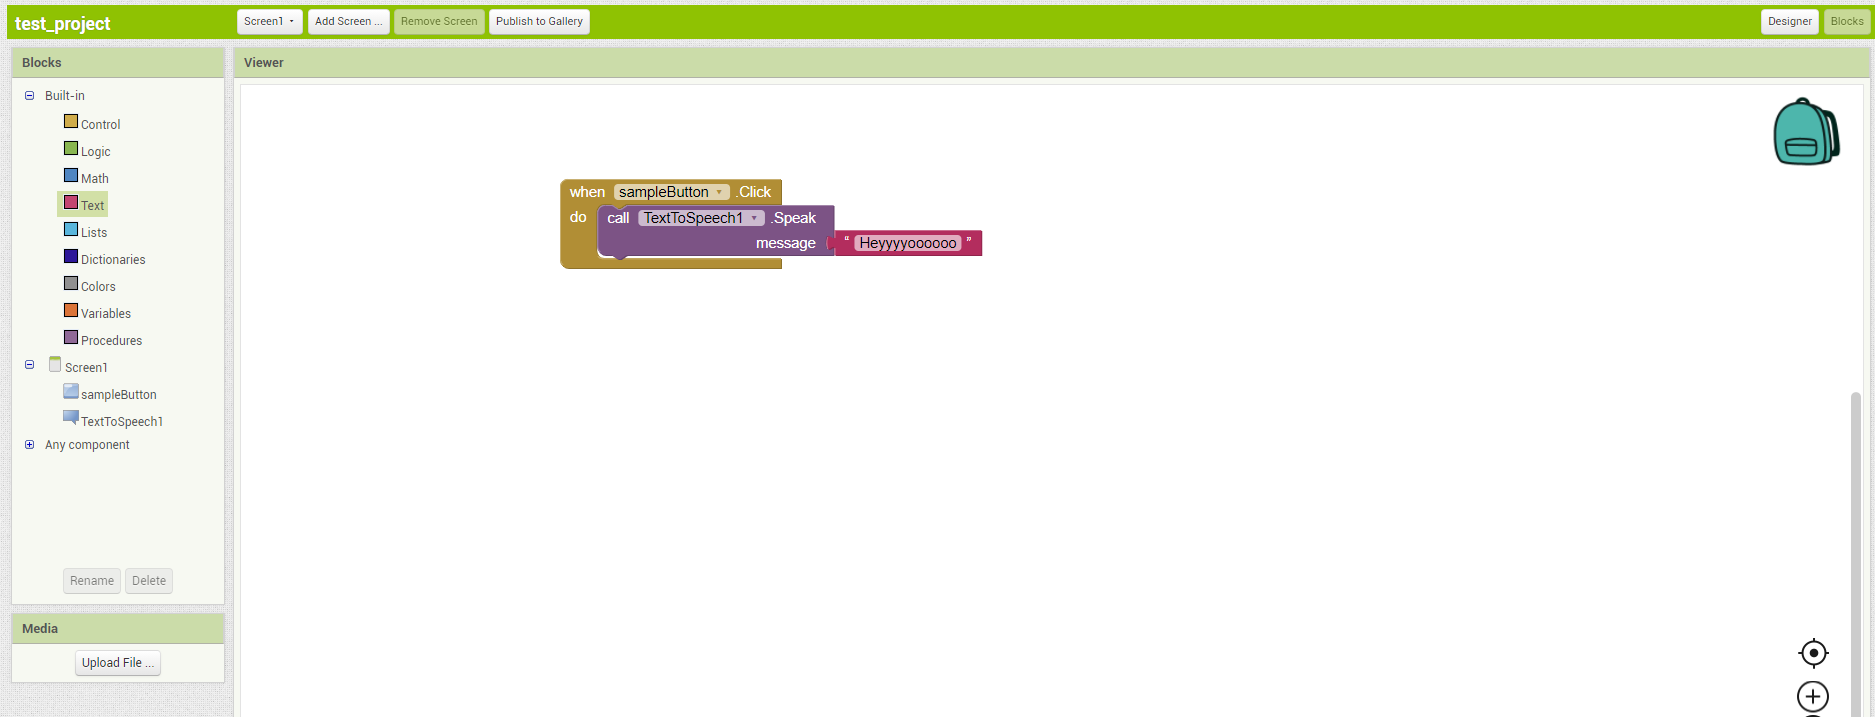 test_project
Screen1
Add Screen ...
Remove Screen
Publish to Gallery
Designer
Blocks
Blocks
Built-in
Control
Logic
Math
Text
Lists
Dictionaries
Colors
Variables
Procedures
Screen1
sampleButton
TextToSpeech1
Any component
Rename
Delete
Media
Upload File ...
Viewer
when sampleButton .Click
do call TextToSpeech1 .Speak
message “ Heyyyyoooooo ”